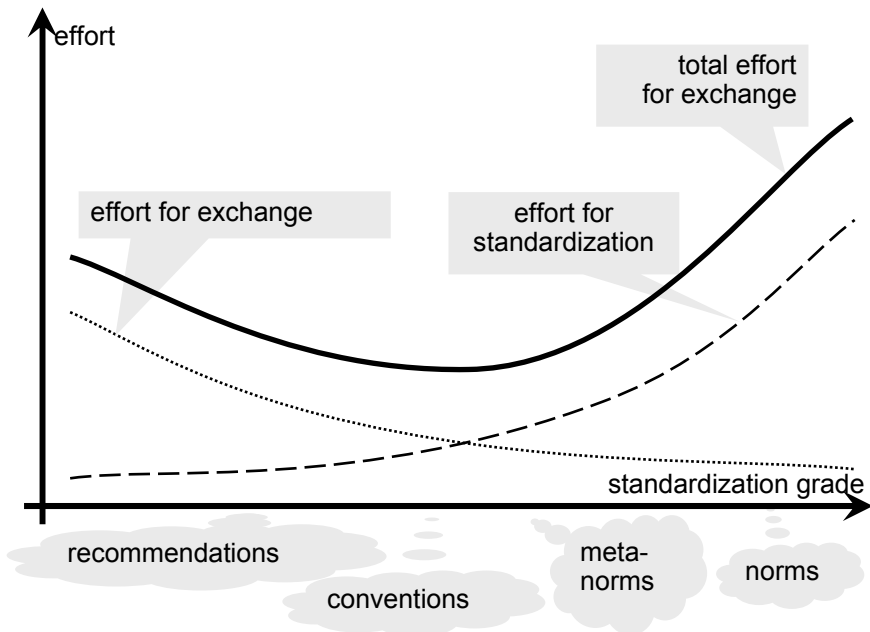 effort
total effort
for exchange
effort for exchange
effort for
standardization
standardization grade
recommendations
conventions
meta-
norms
norms